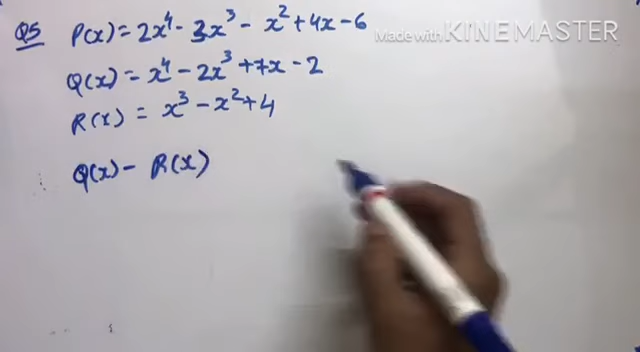 Q5 P(x) = 2x⁴ - 3x³ - x² + 4x - 6
Made with KINEMASTER
Q(x) = x⁴ - 2x³ + 7x - 2
R(x) = x³ - x² + 4
Q(x) - R(x)